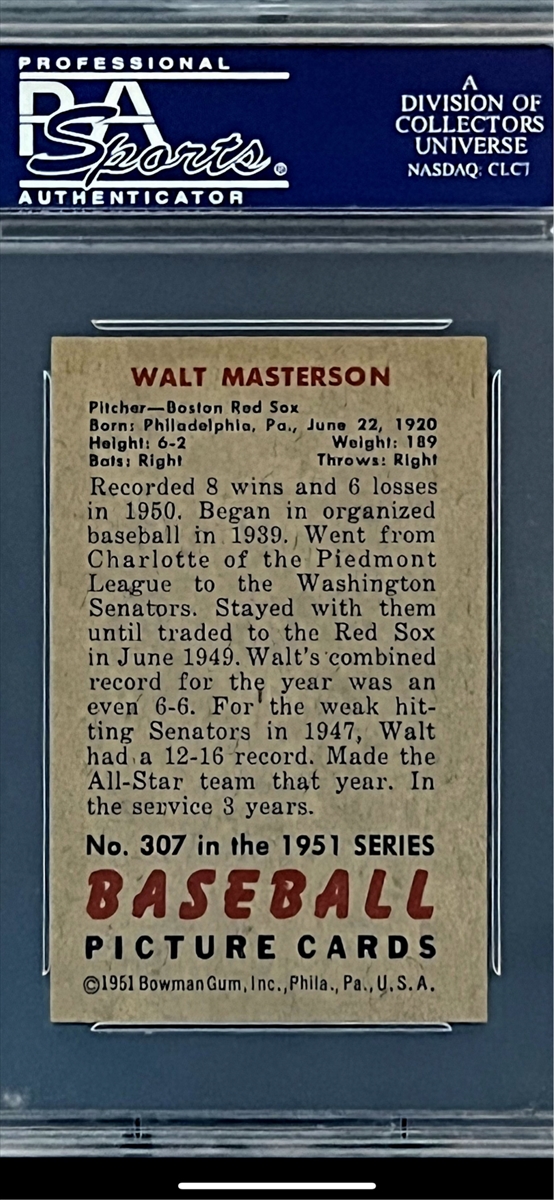 PROFESSIONAL
PSA
Sports
AUTHENTICATOR
A
DIVISION OF
COLLECTORS
UNIVERSE
NASDAQ: CLCT
WALT MASTERSON
Pitcher—Boston Red Sox
Born: Philadelphia, Pa., June 22, 1920
Height: 6-2 Weight: 189
Bats: Right Throws: Right
Recorded 8 wins and 6 losses
in 1950. Began in organized
baseball in 1939. Went from
Charlotte of the Piedmont
League to the Washington
Senators. Stayed with them
until traded to the Red Sox
in June 1949. Walt's combined
record for the year was an
even 6-6. For the weak hit-
ting Senators in 1947, Walt
had a 12-16 record. Made the
All-Star team that year. In
the service 3 years.
No. 307 in the 1951 SERIES
BASEBALL
PICTURE CARDS
©1951 Bowman Gum, Inc., Phila., Pa., U.S.A.